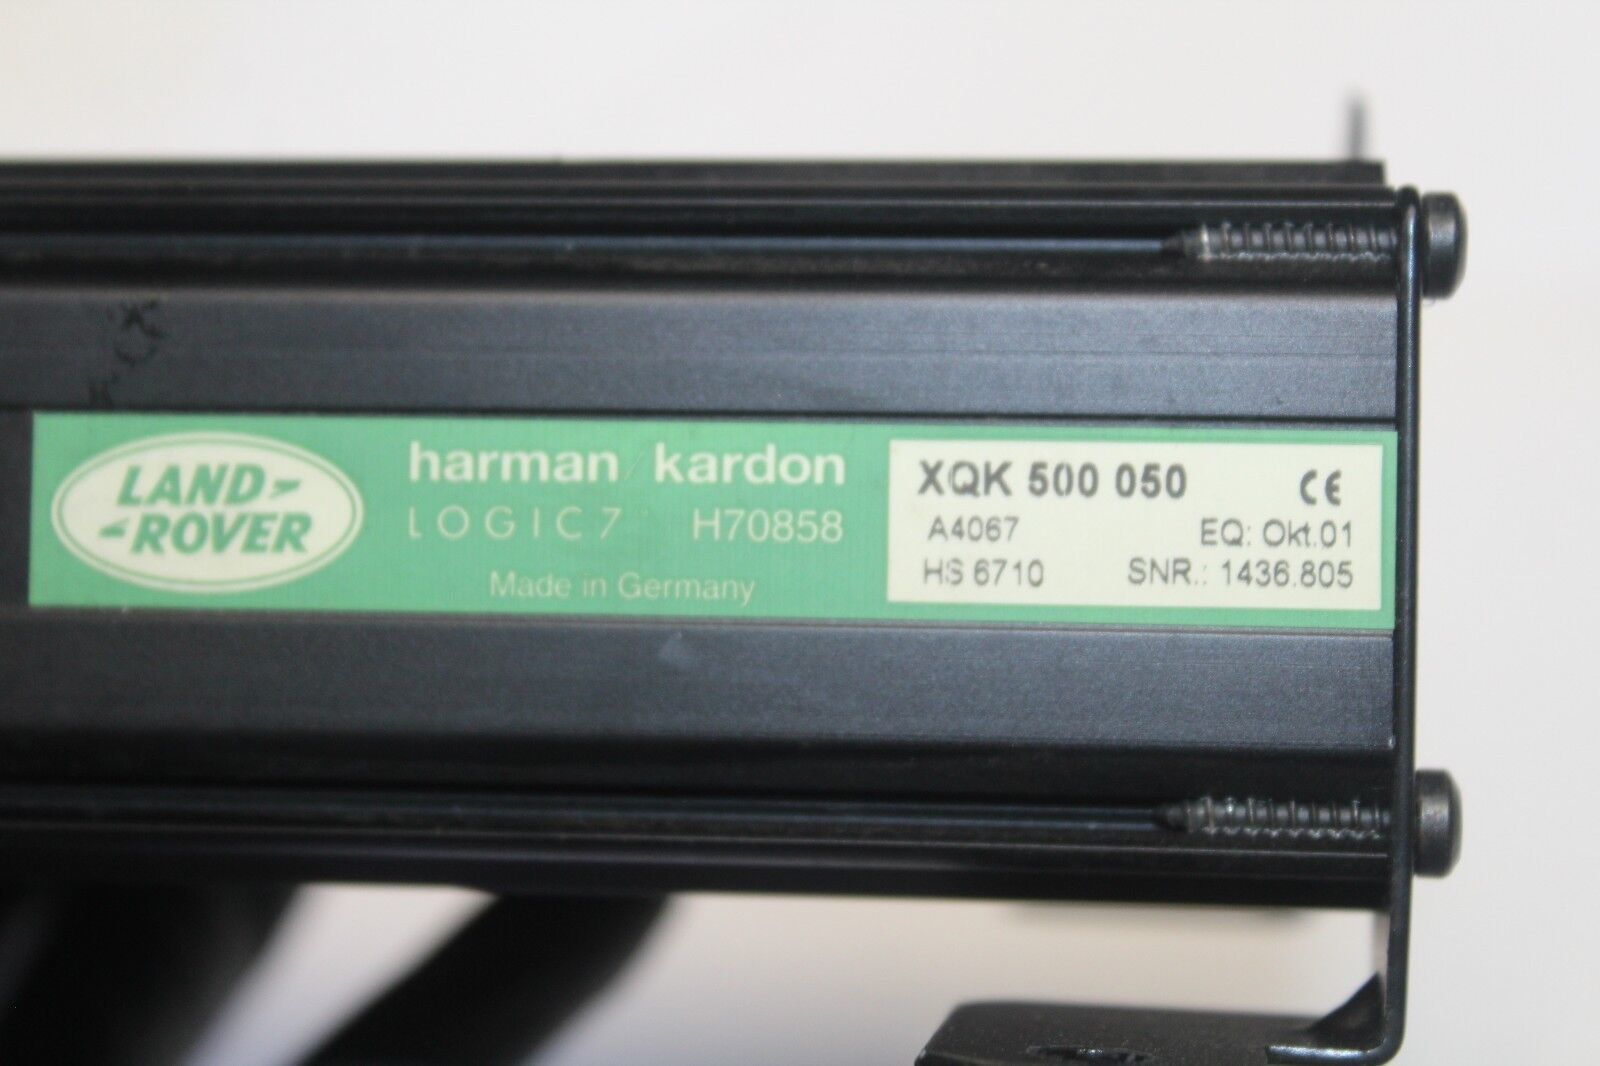 LAND-
-ROVER
harman / kardon
LOGIC7 H70858
Made in Germany
XQK 500 050 CE
A4067 EQ: Okt.01
HS 6710 SNR.: 1436.805